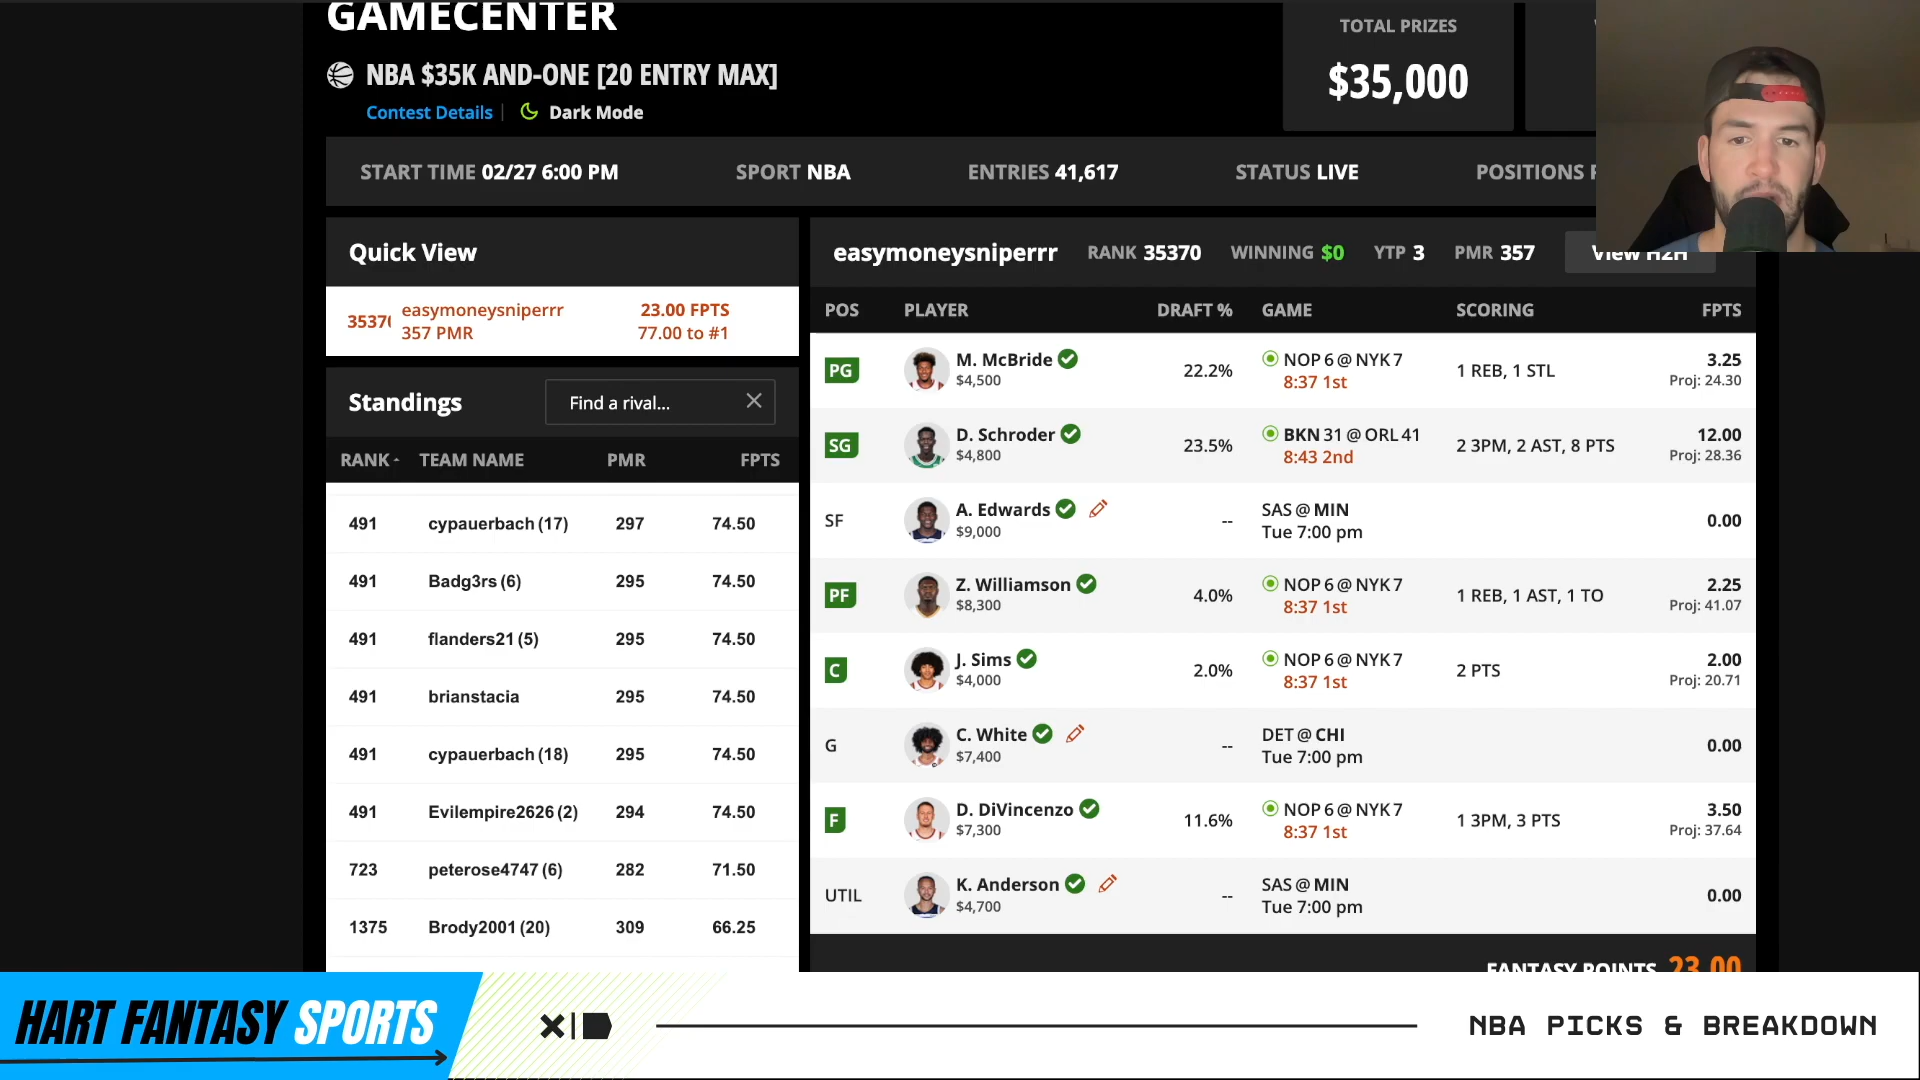 GAMECENTER
NBA $35K AND-ONE [20 ENTRY MAX]
Contest Details | Dark Mode
TOTAL PRIZES
$35,000
START TIME 02/27 6:00 PM SPORT NBA ENTRIES 41,617 STATUS LIVE POSITIONS
Quick View
35370 easymoneysniperrr 23.00 FPTS
357 PMR 77.00 to #1
Standings Find a rival...
RANK TEAM NAME PMR FPTS
491 cypauerbach (17) 297 74.50
491 Badg3rs (6) 295 74.50
491 flanders21 (5) 295 74.50
491 brianstacia 295 74.50
491 cypauerbach (18) 295 74.50
491 Evilempire2626 (2) 294 74.50
723 peterose4747 (6) 282 71.50
1375 Brody2001 (20) 309 66.25
easymoneysniperrr RANK 35370 WINNING $0 YTP 3 PMR 357 View H2H
POS PLAYER DRAFT % GAME SCORING FPTS
PG M. McBride $4,500 22.2% NOP 6 @ NYK 7 8:37 1st 1 REB, 1 STL 3.25 Proj: 24.30
SG D. Schroder $4,800 23.5% BKN 31 @ ORL 41 8:43 2nd 2 3PM, 2 AST, 8 PTS 12.00 Proj: 28.36
SF A. Edwards $9,000 -- SAS @ MIN Tue 7:00 pm 0.00
PF Z. Williamson $8,300 4.0% NOP 6 @ NYK 7 8:37 1st 1 REB, 1 AST, 1 TO 2.25 Proj: 41.07
C J. Sims $4,000 2.0% NOP 6 @ NYK 7 8:37 1st 2 PTS 2.00 Proj: 20.71
G C. White $7,400 -- DET @ CHI Tue 7:00 pm 0.00
F D. DiVincenzo $7,300 11.6% NOP 6 @ NYK 7 8:37 1st 1 3PM, 3 PTS 3.50 Proj: 37.64
UTIL K. Anderson $4,700 -- SAS @ MIN Tue 7:00 pm 0.00
FANTASY POINTS 23.00
HART FANTASY SPORTS
NBA PICKS & BREAKDOWN